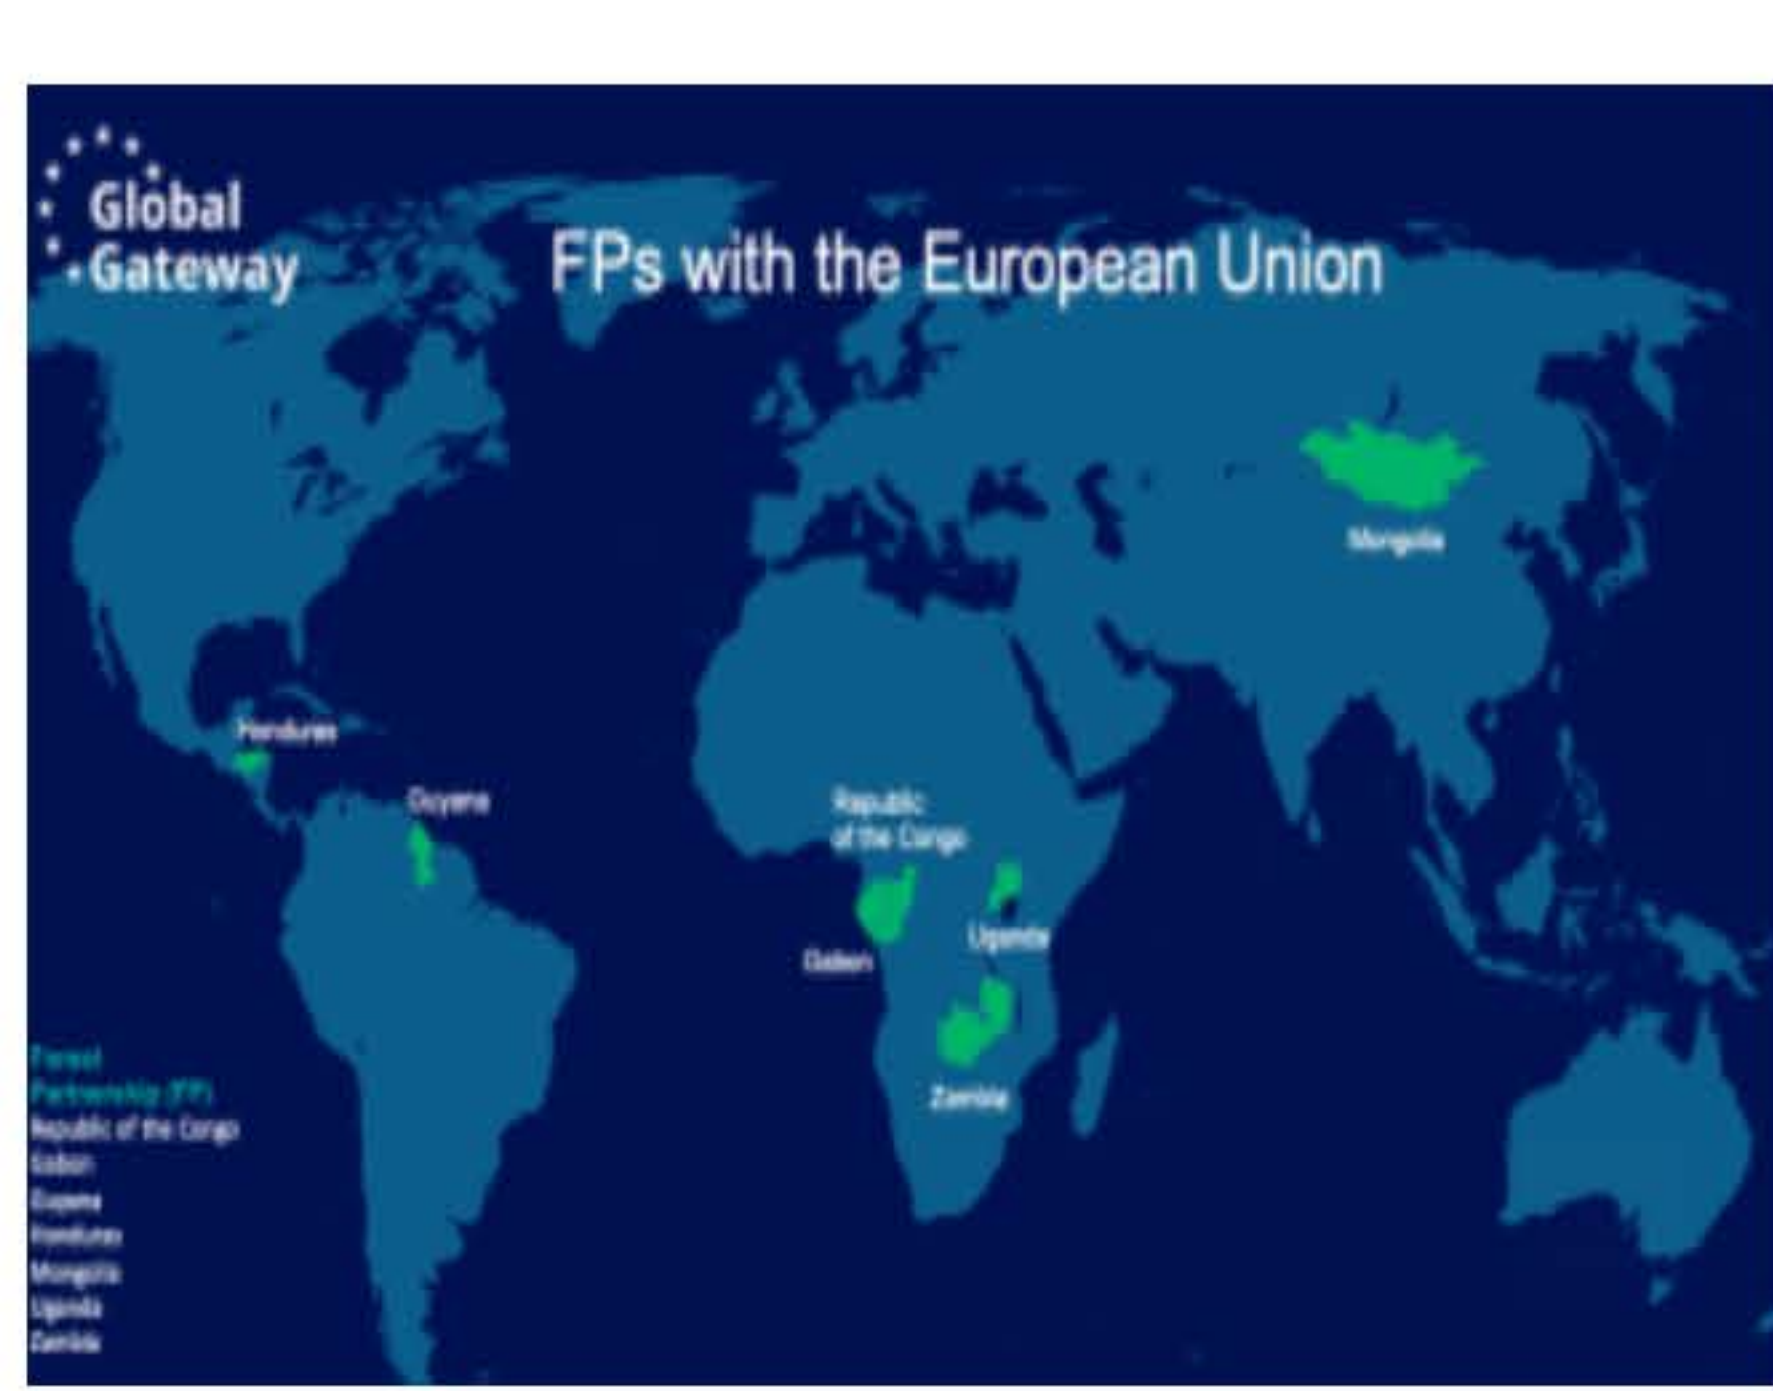 Global
Gateway
FPs with the European Union
Mongolia
Honduras
Guyana
Republic
of the Congo
Uganda
Gabon
Zambia
Forest
Partnership (FP)
Republic of the Congo
Gabon
Guyana
Honduras
Mongolia
Uganda
Zambia